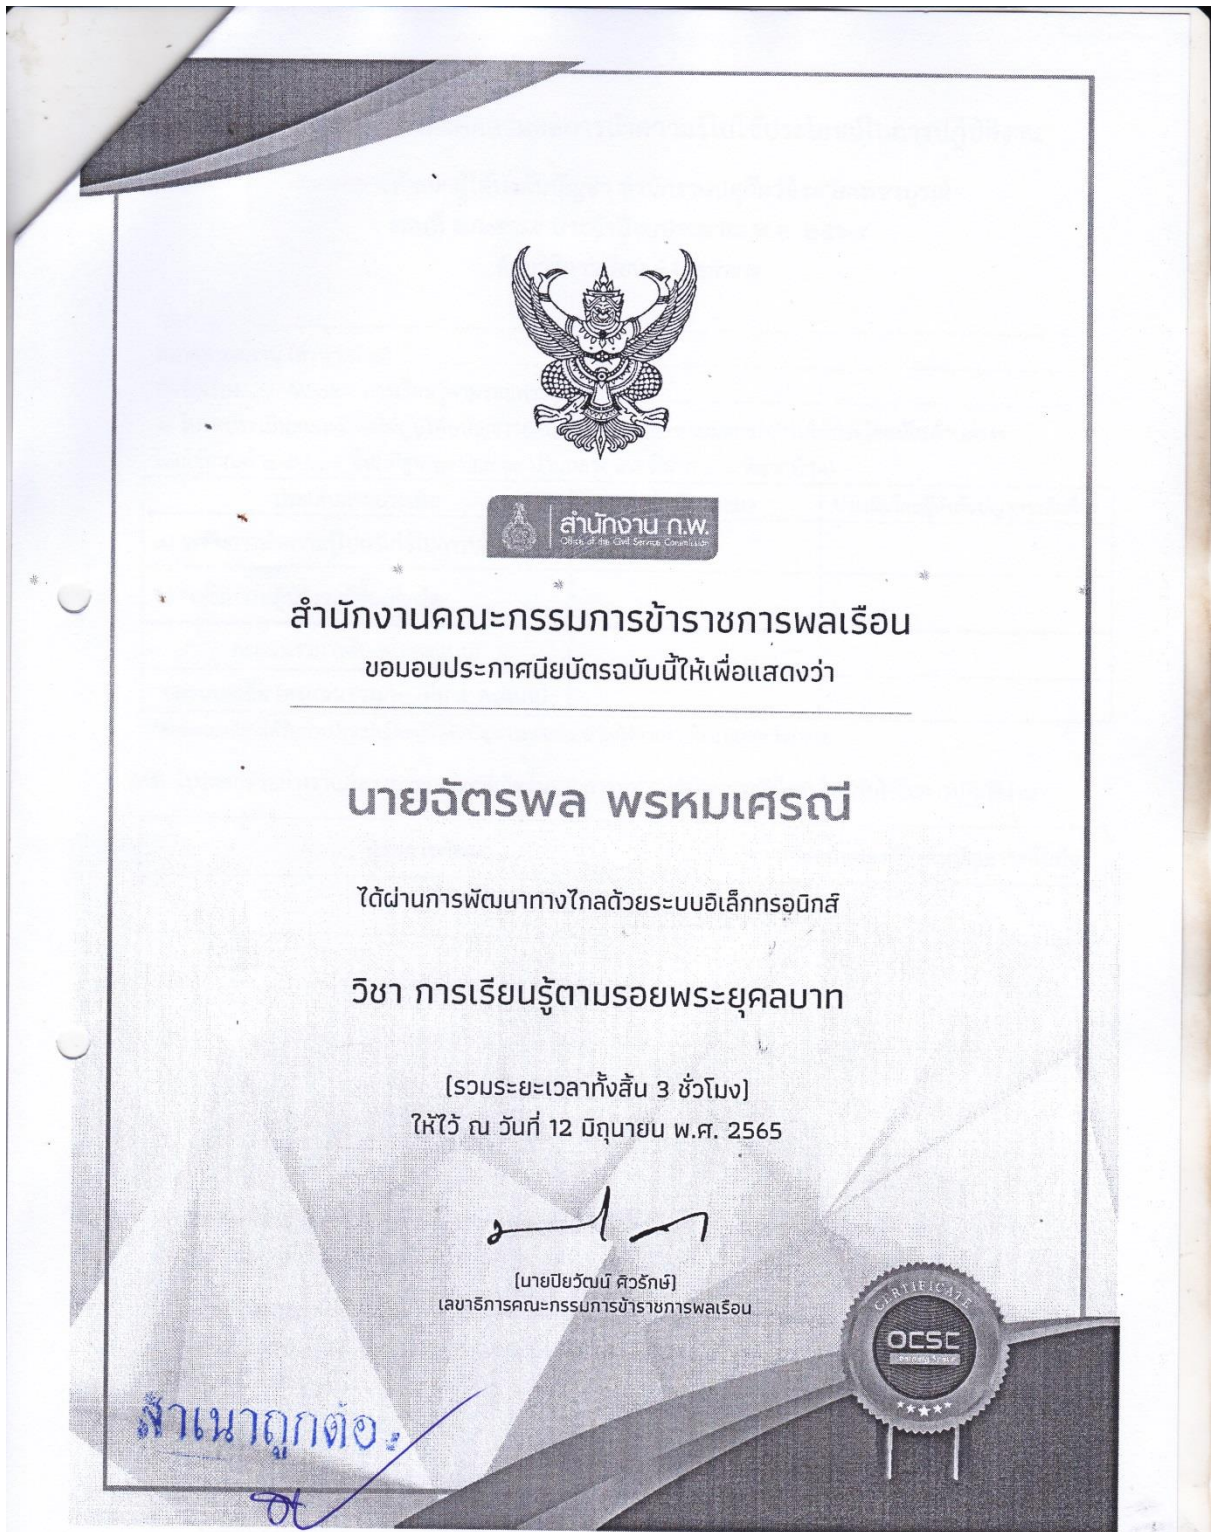 สำนักงาน ก.พ.
Office of the Civil Service Commission
สำนักงานคณะกรรมการข้าราชการพลเรือน
ขอมอบประกาศนียบัตรฉบับนี้ให้เพื่อแสดงว่า
นายฉัตรพล พรหมเศรณี
ได้ผ่านการพัฒนาทางไกลด้วยระบบอิเล็กทรอนิกส์
วิชา การเรียนรู้ตามรอยพระยุคลบาท
(รวมระยะเวลาทั้งสิ้น 3 ชั่วโมง)
ให้ไว้ ณ วันที่ 12 มิถุนายน พ.ศ. 2565
(นายปิยวัฒน์ ศิวรักษ์)
เลขาธิการคณะกรรมการข้าราชการพลเรือน
CERTIFICATE
OCSC
สำเนาถูกต้อง